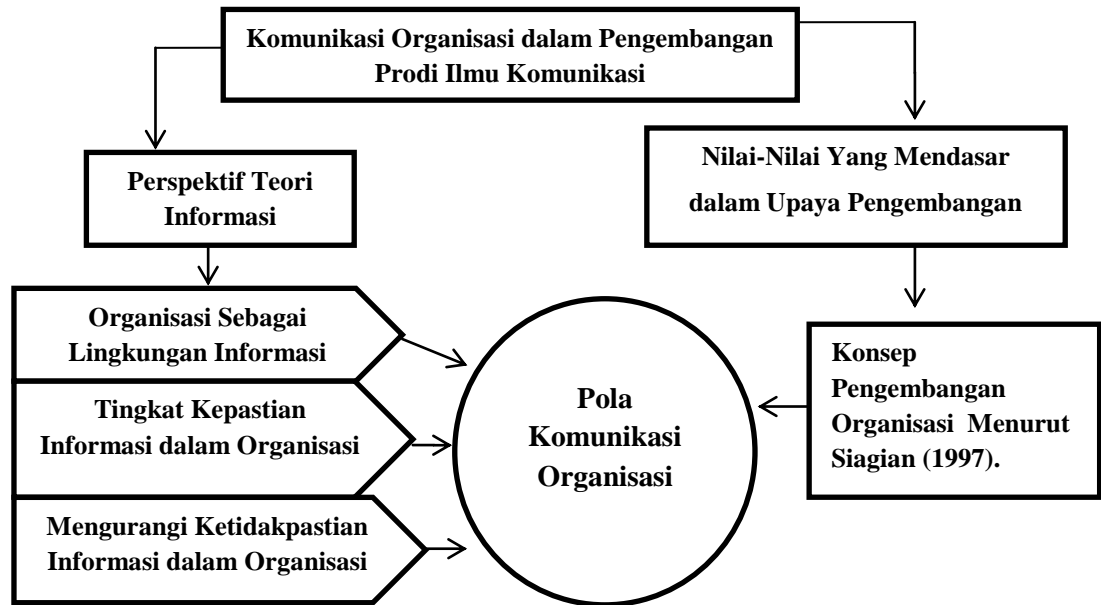 Komunikasi Organisasi dalam Pengembangan
Prodi Ilmu Komunikasi
Perspektif Teori
Informasi
Nilai-Nilai Yang Mendasar
dalam Upaya Pengembangan
Organisasi Sebagai
Lingkungan Informasi
Tingkat Kepastian
Informasi dalam Organisasi
Mengurangi Ketidakpastian
Informasi dalam Organisasi
Pola
Komunikasi
Organisasi
Konsep
Pengembangan
Organisasi Menurut
Siagian (1997).